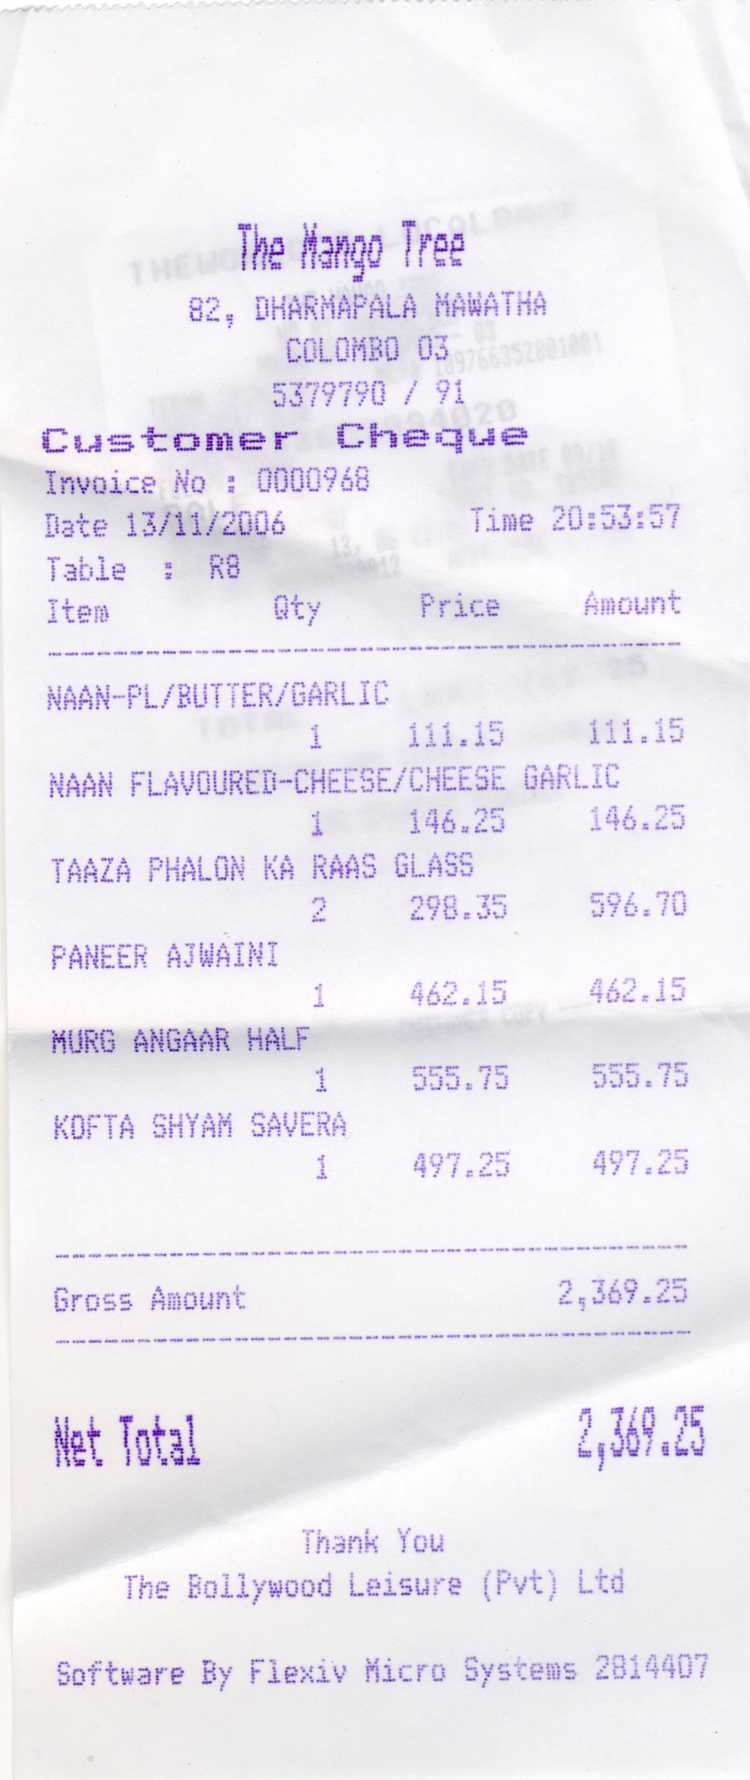 The Mango Tree
82, DHARMAPALA MAWATHA
COLOMBO 03
5379790 / 91
Customer Cheque
Invoice No : 0000968
Date 13/11/2006 Time 20:53:57
Table : R8
Item Qty Price Amount
NAAN-PL/BUTTER/GARLIC
1 111.15 111.15
NAAN FLAVOURED-CHEESE/CHEESE GARLIC
1 146.25 146.25
TAAZA PHALON KA RAAS GLASS
2 298.35 596.70
PANEER AJWAINI
1 462.15 462.15
MURG ANGAAR HALF
1 555.75 555.75
KOFTA SHYAM SAVERA
1 497.25 497.25
Gross Amount 2,369.25
Net Total 2,369.25
Thank You
The Bollywood Leisure (Pvt) Ltd
Software By Flexiv Micro Systems 2814407